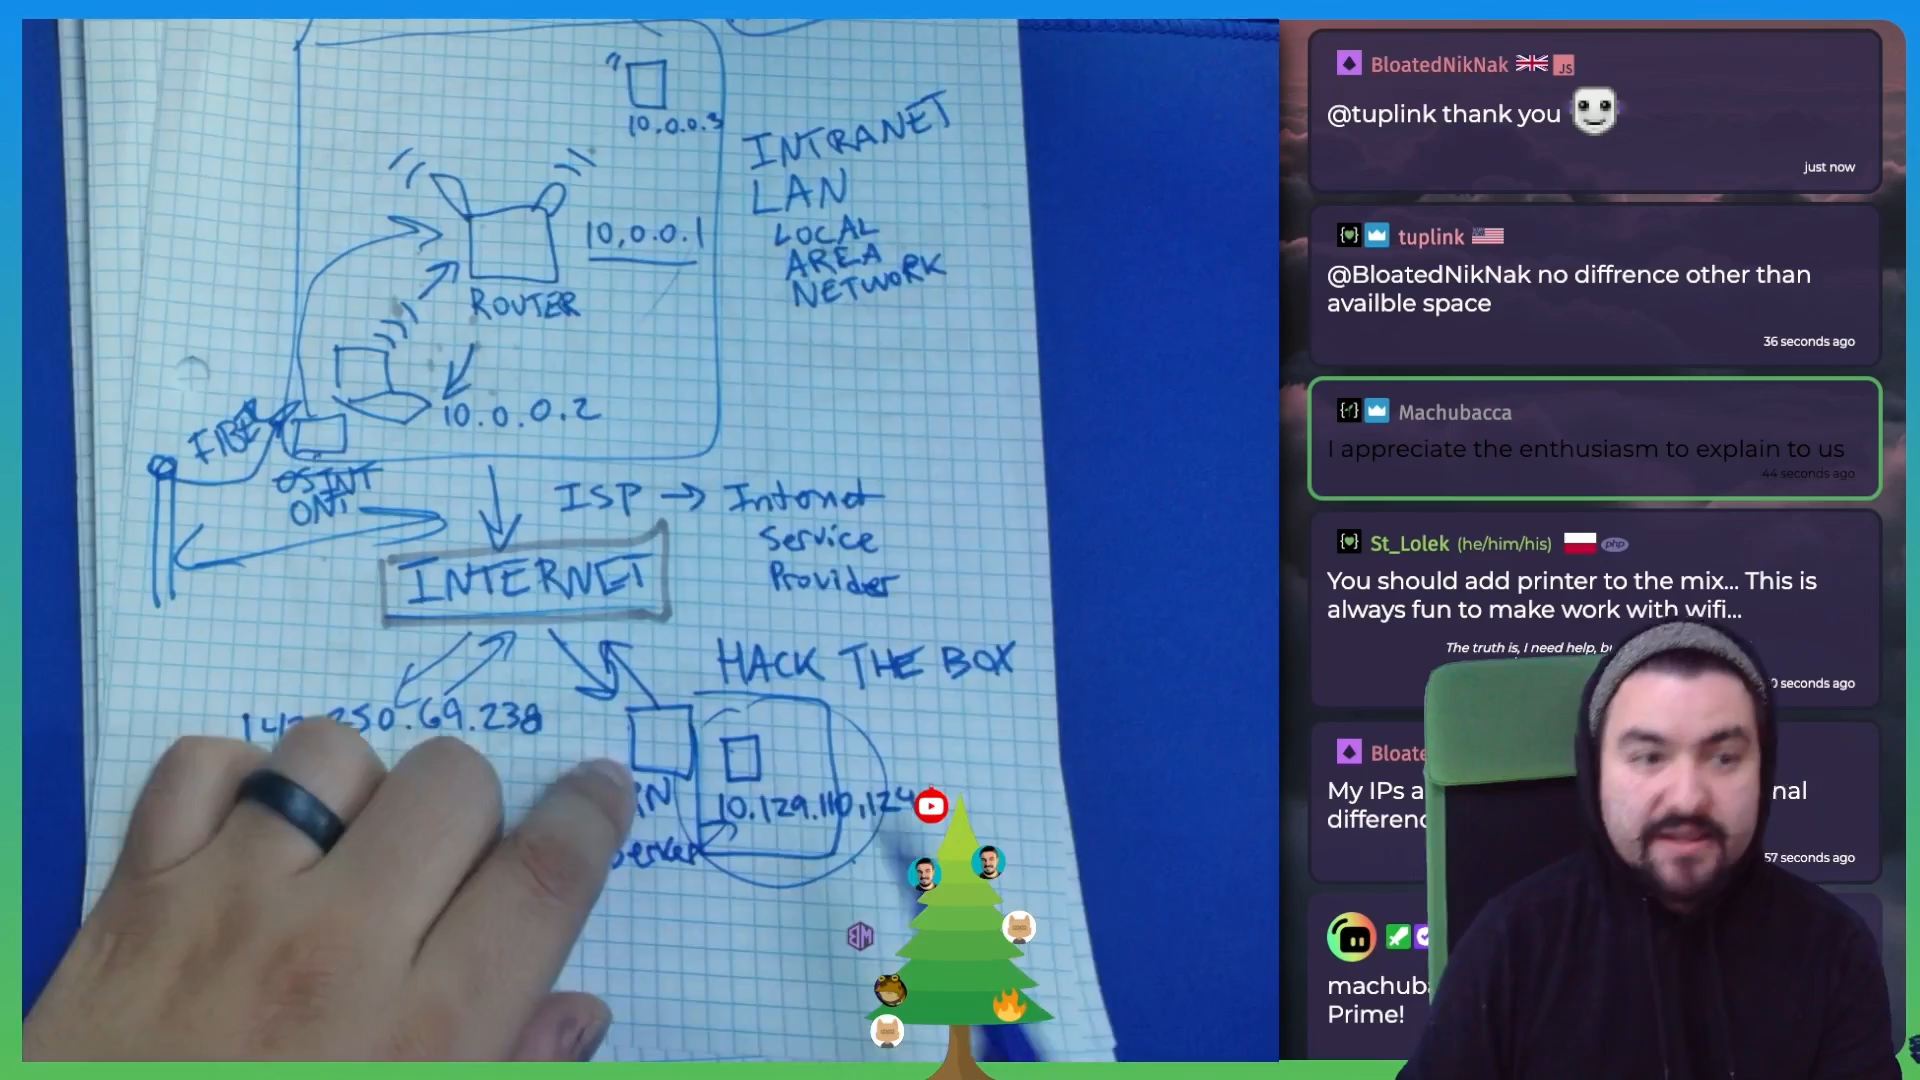 10.0.0.3
INTRANET
LAN
LOCAL
AREA
NETWORK
10,0.0.1
ROUTER
10.0.0.2
FIBER
OSINT
ONT
ISP → Internet
Service
Provider
INTERNET
HACK THE BOX
250.69.238
10.129.110.124
Server
BloatedNikNak
JS
@tuplink thank you
just now
tuplink
@BloatedNikNak no diffrence other than
availble space
36 seconds ago
Machubacca
I appreciate the enthusiasm to explain to us
44 seconds ago
St_Lolek (he/him/his) php
You should add printer to the mix... This is
always fun to make work with wifi...
The truth is, I need help,
seconds ago
My IPs
57 seconds ago
Prime!